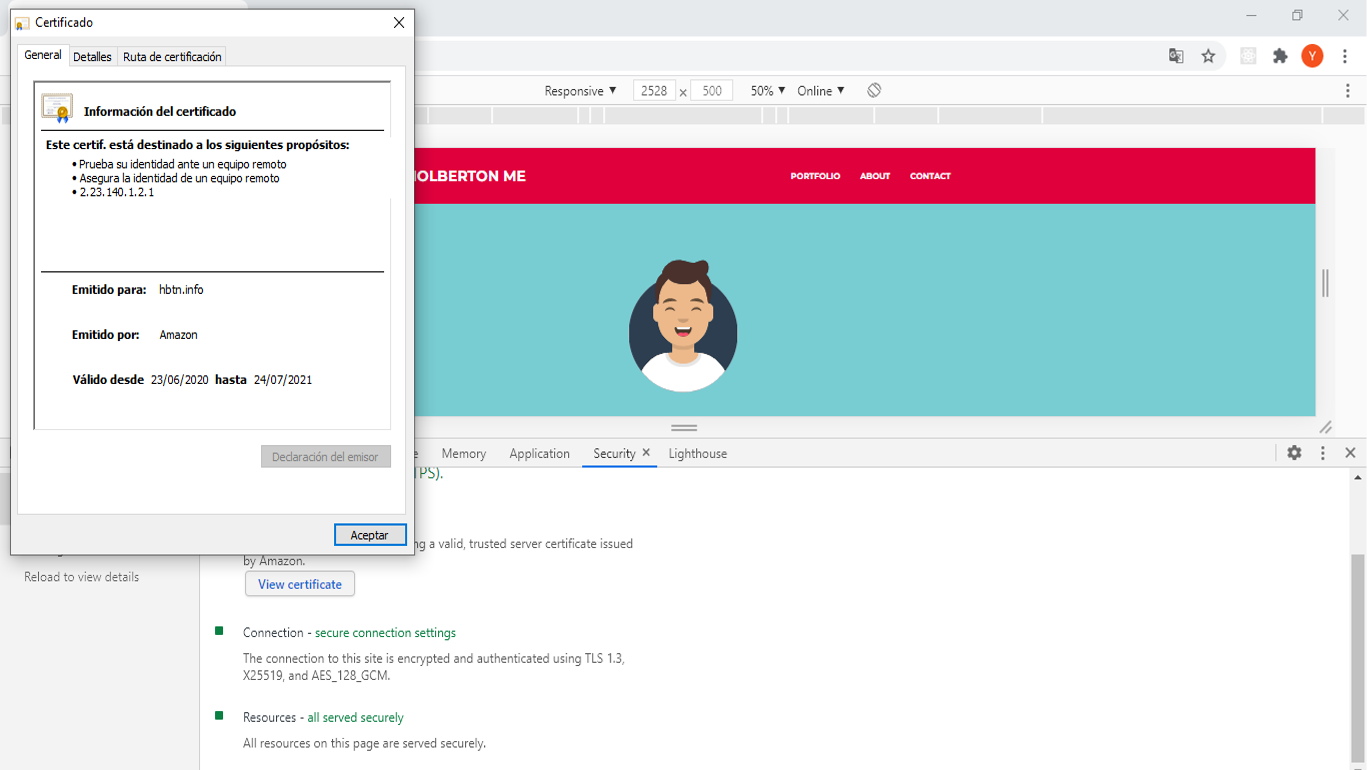 Certificado
General Detalles Ruta de certificación
Información del certificado
Este certif. está destinado a los siguientes propósitos:
• Prueba su identidad ante un equipo remoto
• Asegura la identidad de un equipo remoto
• 2.23.140.1.2.1
Emitido para: hbtn.info
Emitido por: Amazon
Válido desde 23/06/2020 hasta 24/07/2021
Declaración del emisor
Aceptar
Y
Responsive ▼ 2528 x 500 50% ▼ Online ▼
OLBERTON ME
PORTFOLIO ABOUT CONTACT
Memory Application Security × Lighthouse
TPS).
a valid, trusted server certificate issued
by Amazon.
View certificate
Reload to view details
Connection - secure connection settings
The connection to this site is encrypted and authenticated using TLS 1.3,
X25519, and AES_128_GCM.
Resources - all served securely
All resources on this page are served securely.